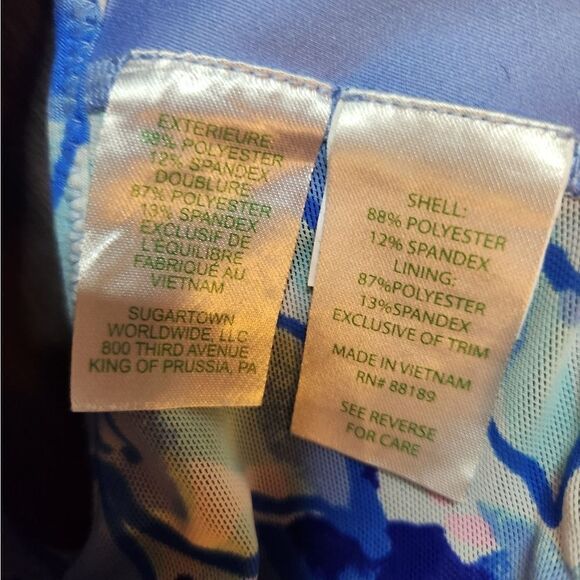 EXTERIEURE:
88% POLYESTER
12% SPANDEX
DOUBLURE:
87% POLYESTER
13% SPANDEX
EXCLUSIF DE
L'ÉQUILIBRE
FABRIQUÉ AU
VIETNAM
SUGARTOWN
WORLDWIDE, LLC
800 THIRD AVENUE
KING OF PRUSSIA, PA
SHELL:
88% POLYESTER
12% SPANDEX
LINING:
87%POLYESTER
13%SPANDEX
EXCLUSIVE OF TRIM
MADE IN VIETNAM
RN# 88189
SEE REVERSE
FOR CARE